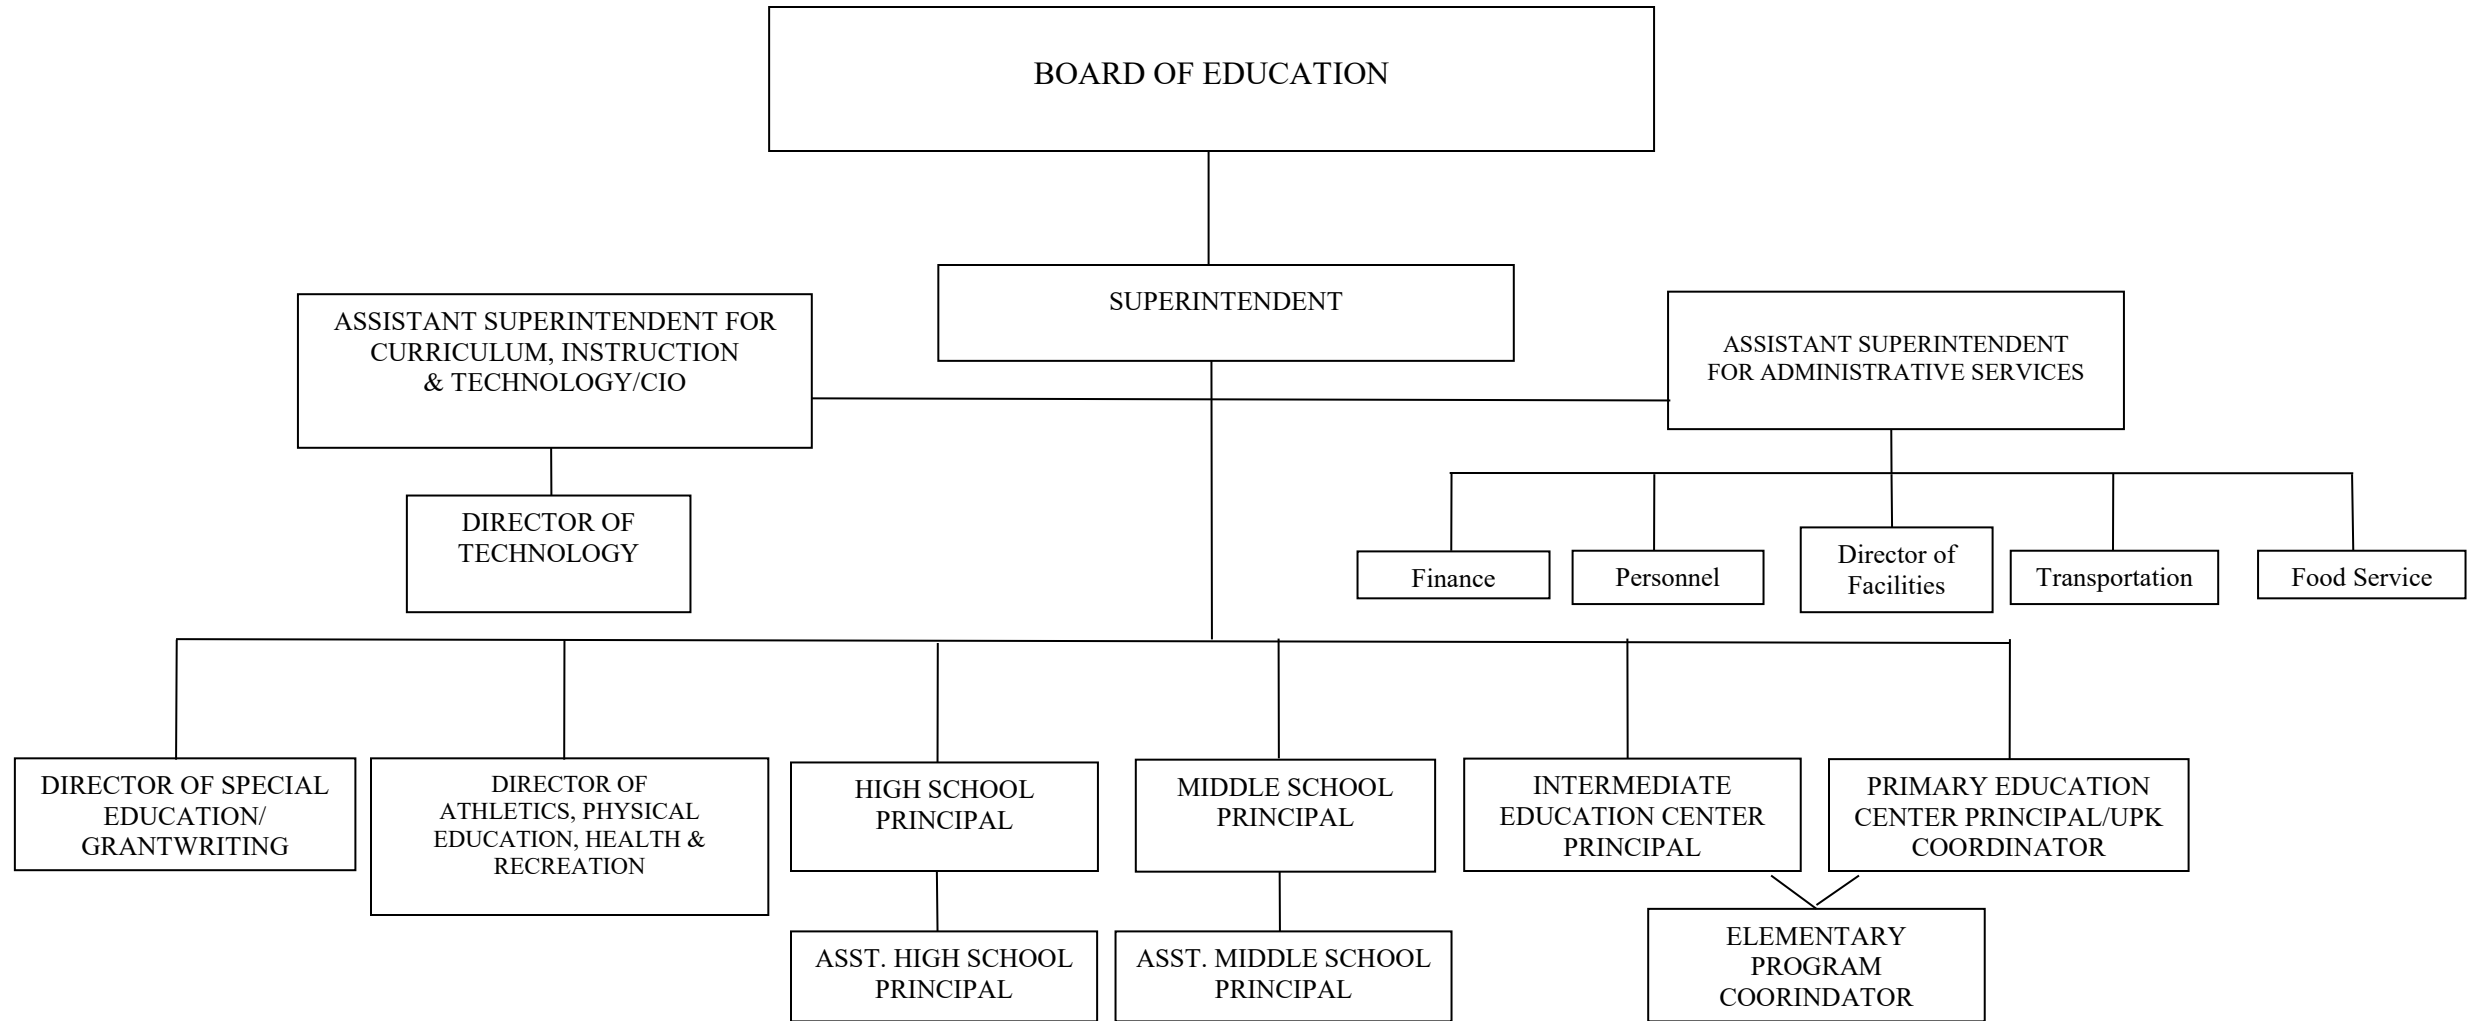 BOARD OF EDUCATION
SUPERINTENDENT
ASSISTANT SUPERINTENDENT FOR
CURRICULUM, INSTRUCTION
& TECHNOLOGY/CIO
ASSISTANT SUPERINTENDENT
FOR ADMINISTRATIVE SERVICES
DIRECTOR OF
TECHNOLOGY
Finance
Personnel
Director of
Facilities
Transportation
Food Service
DIRECTOR OF SPECIAL
EDUCATION/
GRANTWRITING
DIRECTOR OF
ATHLETICS, PHYSICAL
EDUCATION, HEALTH &
RECREATION
HIGH SCHOOL
PRINCIPAL
MIDDLE SCHOOL
PRINCIPAL
INTERMEDIATE
EDUCATION CENTER
PRINCIPAL
PRIMARY EDUCATION
CENTER PRINCIPAL/UPK
COORDINATOR
ASST. HIGH SCHOOL
PRINCIPAL
ASST. MIDDLE SCHOOL
PRINCIPAL
ELEMENTARY
PROGRAM
COORINDATOR